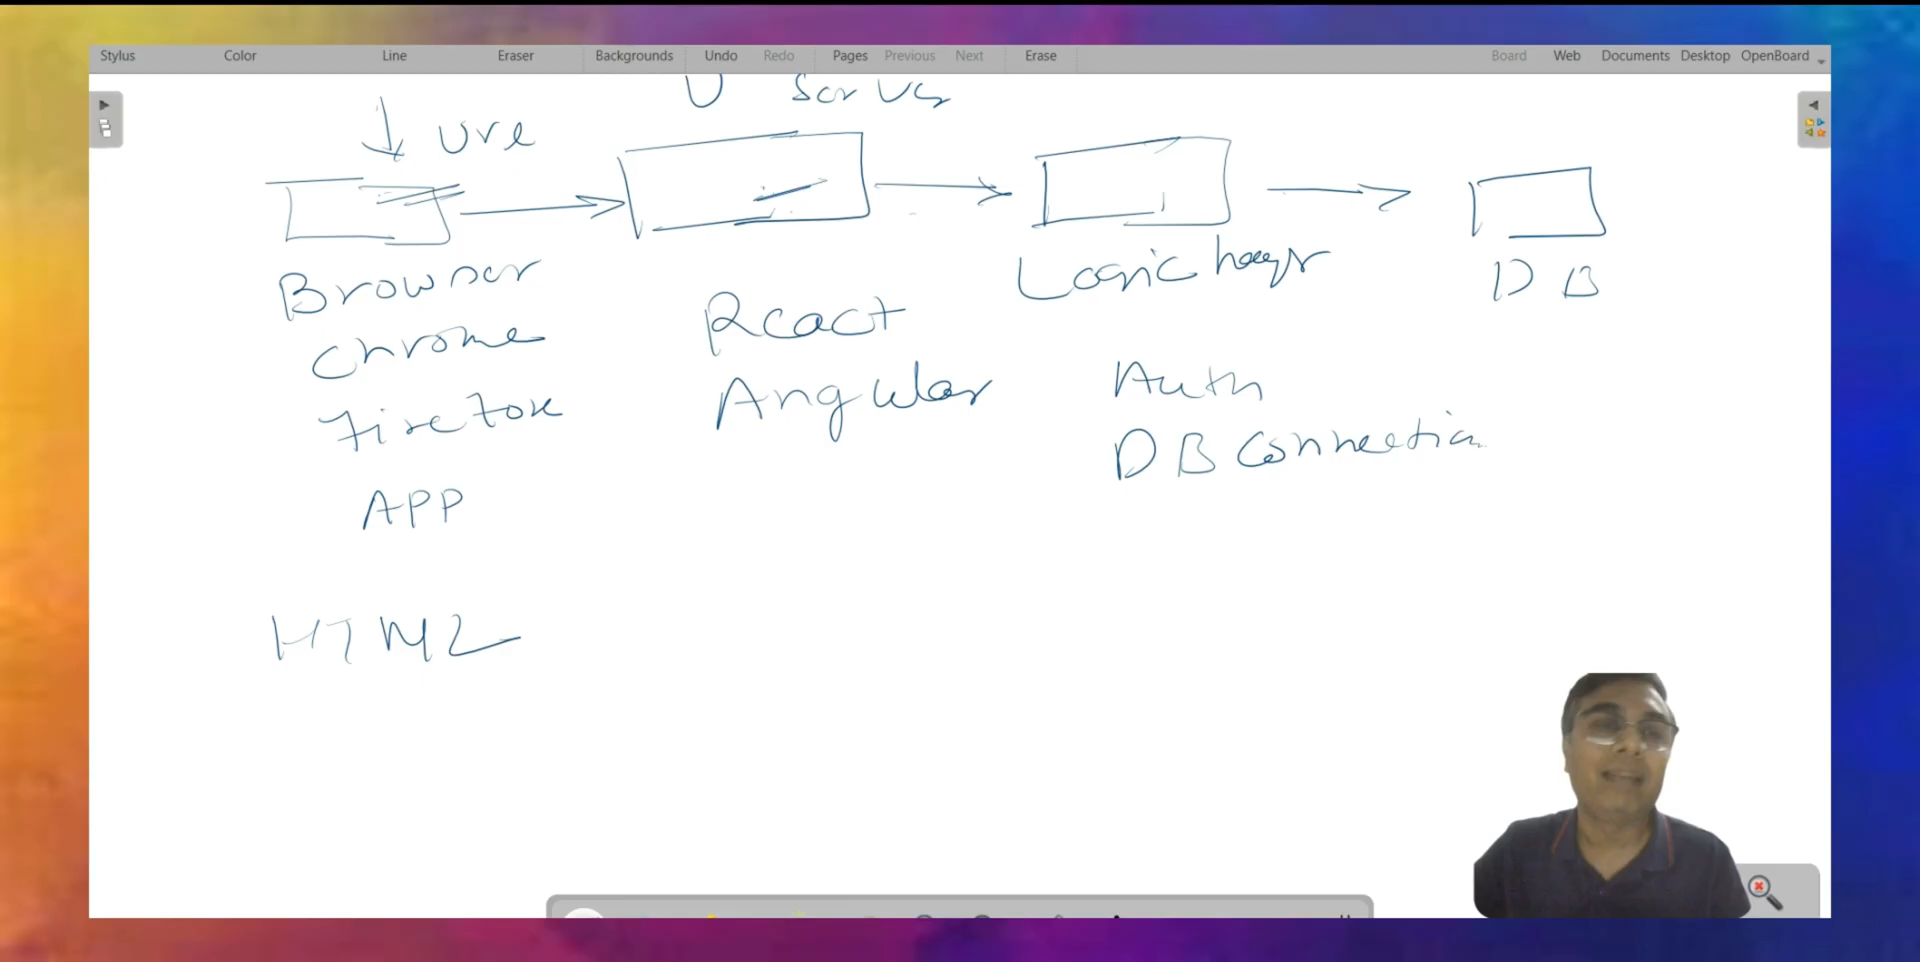 Stylus Color Line Eraser Backgrounds Undo Redo Pages Previous Next Erase Board Web Documents Desktop OpenBoard
U Server
URL
Browser
Chrome
Firefox
APP
HTML
React
Angular
Logic layer
Auth
DB Connection
DB